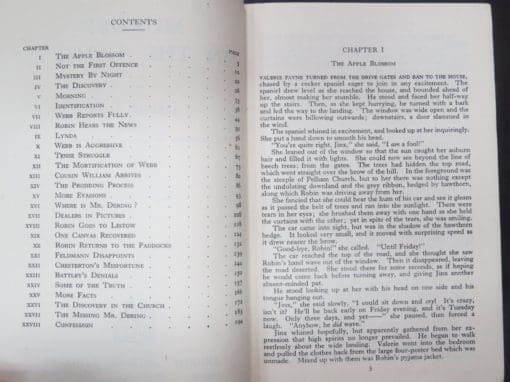 CONTENTS
CHAPTER PAGE
I The Apple Blossom 5
II Not the First Offence 12
III Mystery By Night
IV The Discovery
V Morning
VI Identification
VII Webb Reports Fully
VIII Robin Hears the News
IX Lynda
X Webb is Aggressive
XI Tense Struggle
XII The Mortification of Webb
XIII Cousin William Arrives
XIV The Prodding Process
XV More Evasions
XVI Where is Mr. Dering?
XVII Dealers in Pictures
XVIII Robin Goes to Listow
XIX One Canvas Recovered
XX Robin Returns to the Paddocks
XXI Feldmann Disappoints
XXII Chesterton's Misfortune
XXIII Battley's Denials
XXIV Some of the Truth
XXV More Facts
XXVI The Discovery in the Church
XXVII The Missing Mr. Dering
XXVIII Confession
CHAPTER I
The Apple Blossom
VALERIE FAYNE TURNED FROM THE DRIVE GATES AND RAN TO THE HOUSE,
chased by a cocker spaniel eager to join in any excitement. The
spaniel drew level as she reached the house, and bounded ahead of
her, almost making her stumble. He stood and faced her half-way
up the stairs. Then, as she kept hurrying, he turned with a bark
and led the way to the landing. The window was wide open and the
curtains were billowing outwards; downstairs, a door slammed in
the wind.
The spaniel whined in excitement, and looked up at her inquiringly.
She put a hand down to smooth his head.
"You're quite right, Jinx," she said, "I am a fool!"
She leaned out of the window so that the sun caught her auburn
hair and filled it with lights. She could now see beyond the line of
beech trees, from the gates. The trees had hidden the top road,
which went straight over the brow of the hill. In the foreground was
the steeple of Pelham Church, but to her there was nothing except
the undulating downland and the grey ribbon, hedged by hawthorn,
along which Robin was driving away from her.
She fancied that she could hear the hum of his car and see it gleam
as it passed the belt of trees and ran into the sunlight. There were
tears in her eyes; she brushed them away with one hand as she held
the curtains with the other; yet in spite of the tears, she was smiling.
The car came into sight, but was in the shadow of the hawthorn
hedge. It looked very small, and it moved with surprising speed as
it drew nearer the brow.
"Good-bye, Robin!" she called. "Until Friday!"
The car reached the top of the road, and she thought she saw
Robin's hand wave out of the window. Then it disappeared, leaving
the road deserted. She stood there for some seconds, as if hoping
he would come back before turning away, and giving Jinx another
absent-minded pat.
He stood looking up at her with his head on one side and his
tongue hanging out.
"Jinx," she said slowly, "I could sit down and cry! It's crazy,
isn't it? He'll be back early on Friday evening, and it's Tuesday
now. Only three days, and yet——" she paused, then forced a
laugh. "Anyhow, he did wave."
Jinx whined hopefully, but apparently gathered from her ex-
pression that high spirits no longer prevailed. He began to walk
restlessly about the wide landing. Valerie went into the bedroom
and pulled the clothes back from the large four-poster bed which was
unmade. Mixed up with them was Robin's pyjama jacket.
5